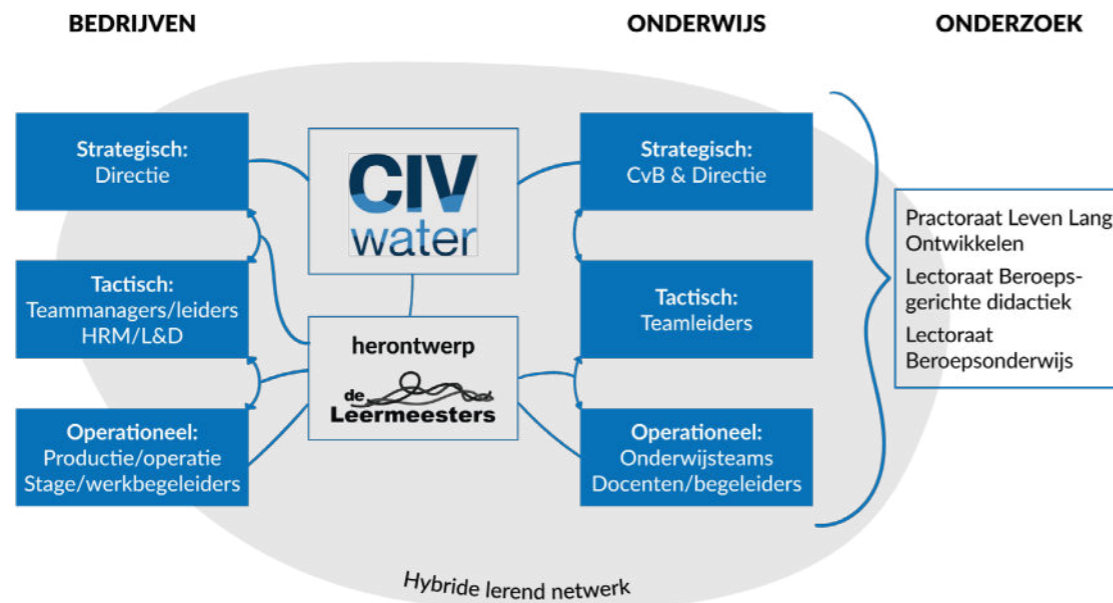 BEDRIJVEN
ONDERWIJS
ONDERZOEK
Strategisch:
Directie
CIV
water
Strategisch:
CvB & Directie
Practoraat Leven Lang
Ontwikkelen
Lectoraat Beroeps-
gerichte didactiek
Lectoraat
Beroepsonderwijs
Tactisch:
Teammanagers/leiders
HRM/L&D
herontwerp
de
Leermeesters
Tactisch:
Teamleiders
Operationeel:
Productie/operatie
Stage/werkbegeleiders
Operationeel:
Onderwijsteams
Docenten/begeleiders
Hybride lerend netwerk